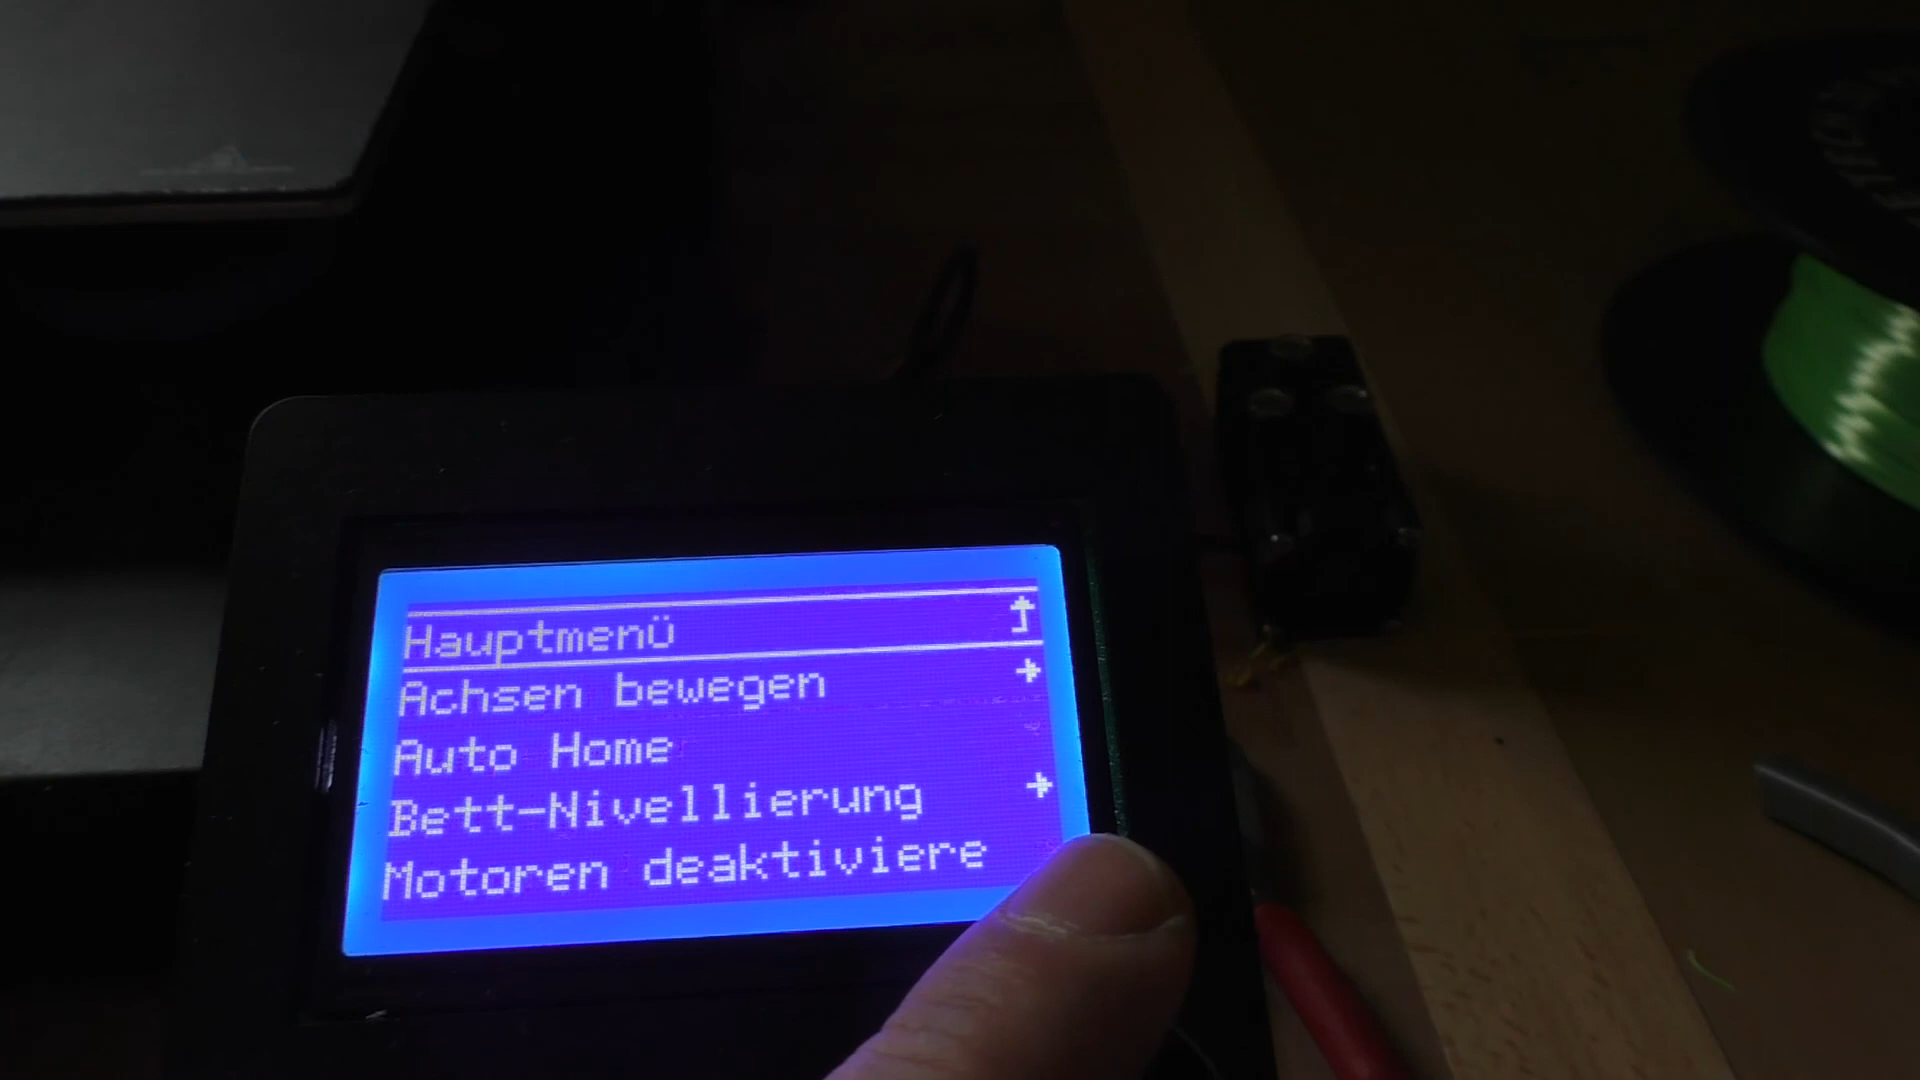 Hauptmenü
Achsen bewegen
Auto Home
Bett-Nivellierung
Motoren deaktiviere